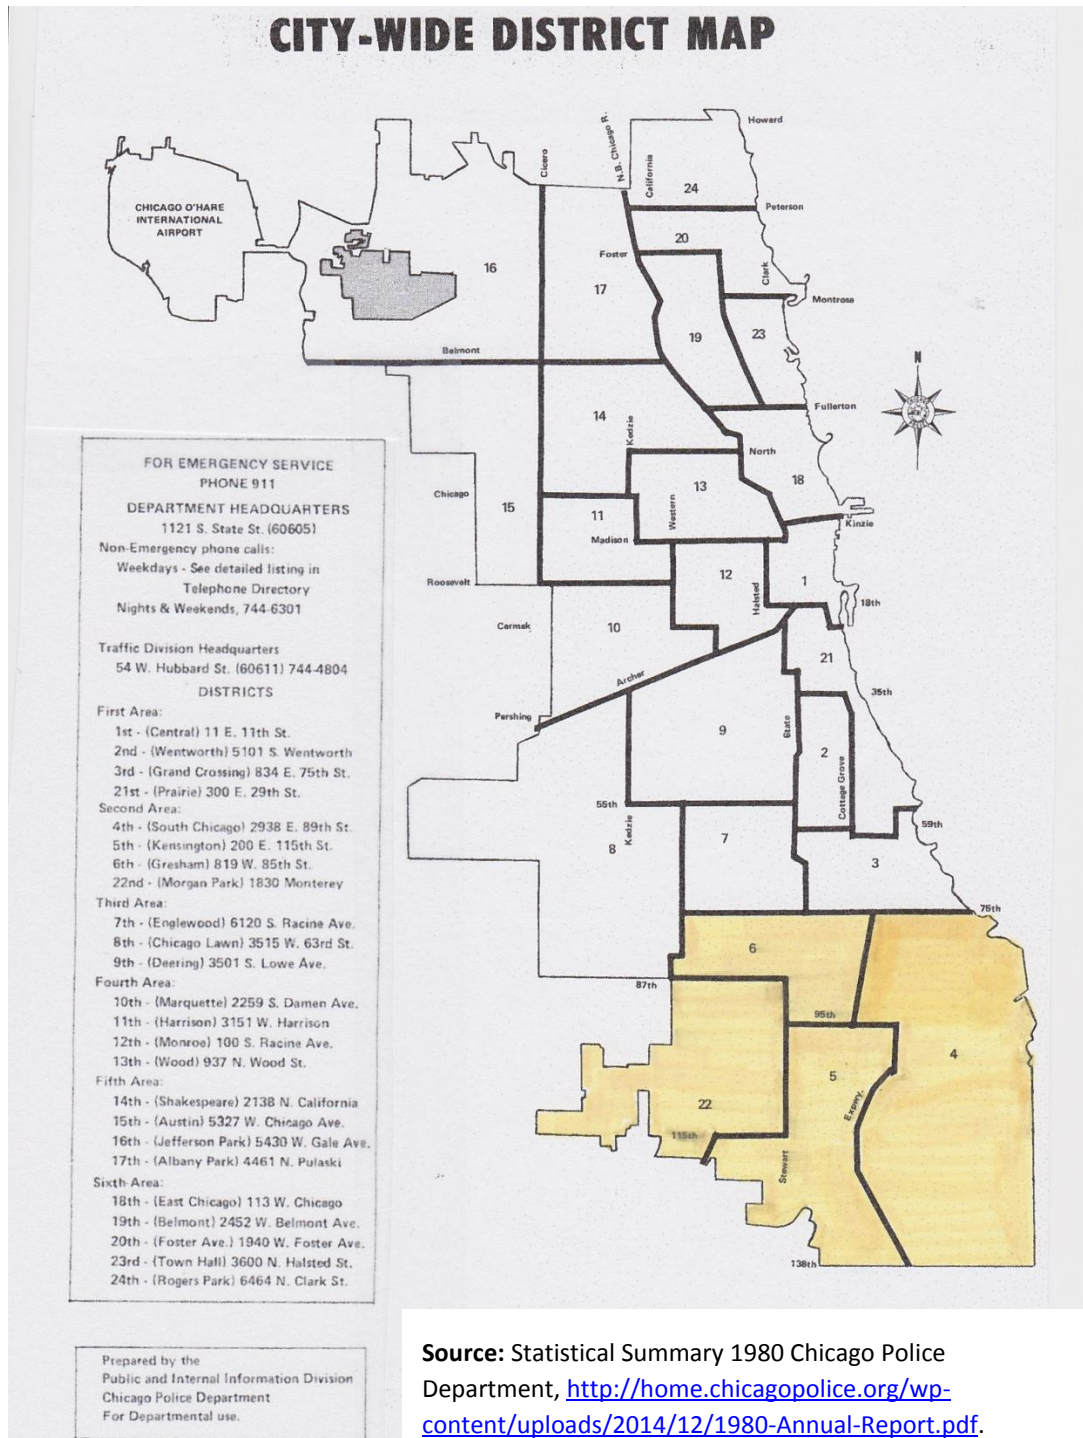 CITY-WIDE DISTRICT MAP
Howard
N.B. Chicago R.
California
Cicero
24
CHICAGO O'HARE
INTERNATIONAL
AIRPORT
Peterson
20
Foster
Clark
16
17
Montrose
23
19
Belmont
N
14
Kedzie
Fullerton
North
18
13
Chicago
15
Western
11
Kinzie
Madison
12
Roosevelt
Halsted
1
18th
Cermak
10
21
Archer
35th
Pershing
9
State
2
Cottage Grove
55th
59th
8
Kedzie
7
3
75th
6
87th
95th
4
5
Expwy.
22
115th
Stewart
138th
FOR EMERGENCY SERVICE
PHONE 911
DEPARTMENT HEADQUARTERS
1121 S. State St. (60605)
Non-Emergency phone calls:
Weekdays - See detailed listing in
Telephone Directory
Nights & Weekends, 744-6301
Traffic Division Headquarters
54 W. Hubbard St. (60611) 744-4804
DISTRICTS
First Area:
1st - (Central) 11 E. 11th St.
2nd - (Wentworth) 5101 S. Wentworth
3rd - (Grand Crossing) 834 E. 75th St.
21st - (Prairie) 300 E. 29th St.
Second Area:
4th - (South Chicago) 2938 E. 89th St.
5th - (Kensington) 200 E. 115th St.
6th - (Gresham) 819 W. 85th St.
22nd - (Morgan Park) 1830 Monterey
Third Area:
7th - (Englewood) 6120 S. Racine Ave.
8th - (Chicago Lawn) 3515 W. 63rd St.
9th - (Deering) 3501 S. Lowe Ave.
Fourth Area:
10th - (Marquette) 2259 S. Damen Ave.
11th - (Harrison) 3151 W. Harrison
12th - (Monroe) 100 S. Racine Ave.
13th - (Wood) 937 N. Wood St.
Fifth Area:
14th - (Shakespeare) 2138 N. California
15th - (Austin) 5327 W. Chicago Ave.
16th - (Jefferson Park) 5430 W. Gale Ave.
17th - (Albany Park) 4461 N. Pulaski
Sixth Area:
18th - (East Chicago) 113 W. Chicago
19th - (Belmont) 2452 W. Belmont Ave.
20th - (Foster Ave.) 1940 W. Foster Ave.
23rd - (Town Hall) 3600 N. Halsted St.
24th - (Rogers Park) 6464 N. Clark St.
Prepared by the
Public and Internal Information Division
Chicago Police Department
For Departmental use.
Source: Statistical Summary 1980 Chicago Police
Department, http://home.chicagopolice.org/wp-
content/uploads/2014/12/1980-Annual-Report.pdf.